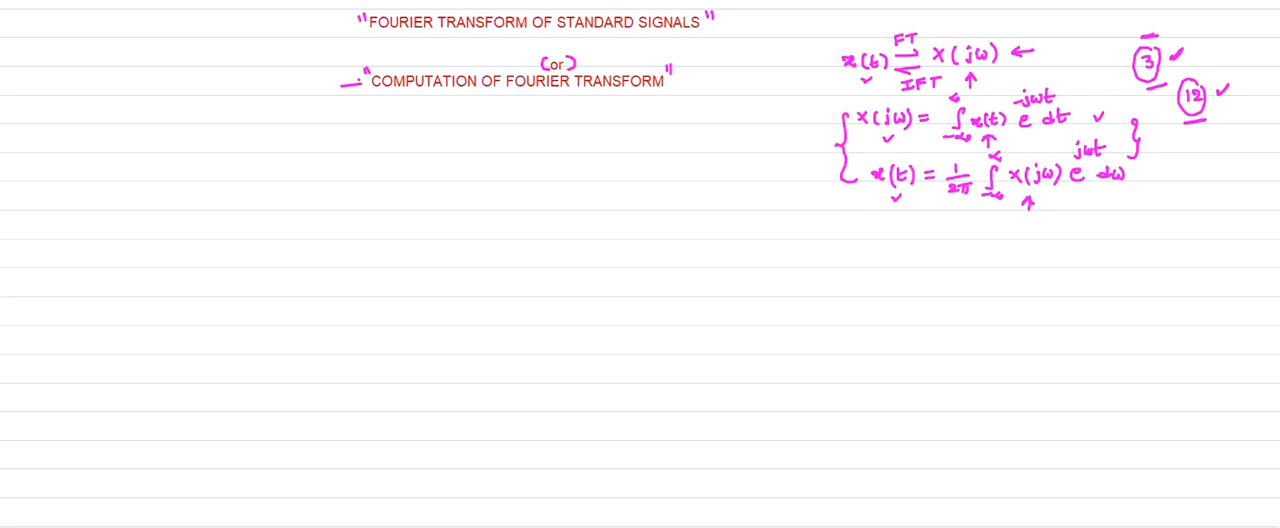 "FOURIER TRANSFORM OF STANDARD SIGNALS"
(or)
"COMPUTATION OF FOURIER TRANSFORM"
x(t) FT ⇌ IFT X(jω) ←
3 ✓
12 ✓
X(jω) = ∫_{-∞}^{∞} x(t) e^{-jωt} dt ✓
x(t) = 1/2π ∫_{-∞}^{∞} X(jω) e^{jωt} dω